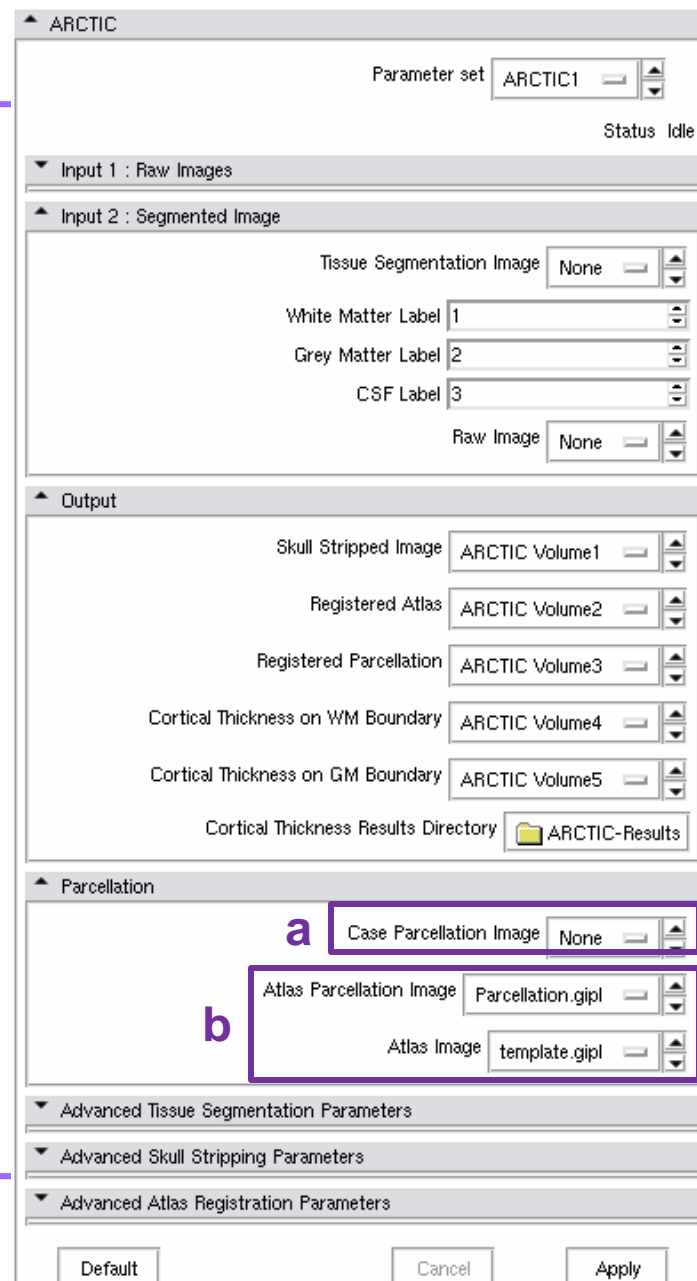 ARCTIC
Parameter set ARCTIC1
Status Idle
Input 1 : Raw Images
Input 2 : Segmented Image
Tissue Segmentation Image None
White Matter Label 1
Grey Matter Label 2
CSF Label 3
Raw Image None
Output
Skull Stripped Image ARCTIC Volume1
Registered Atlas ARCTIC Volume2
Registered Parcellation ARCTIC Volume3
Cortical Thickness on WM Boundary ARCTIC Volume4
Cortical Thickness on GM Boundary ARCTIC Volume5
Cortical Thickness Results Directory ARCTIC-Results
Parcellation
a Case Parcellation Image None
b Atlas Parcellation Image Parcellation.gipl
Atlas Image template.gipl
Advanced Tissue Segmentation Parameters
Advanced Skull Stripping Parameters
Advanced Atlas Registration Parameters
Default Cancel Apply